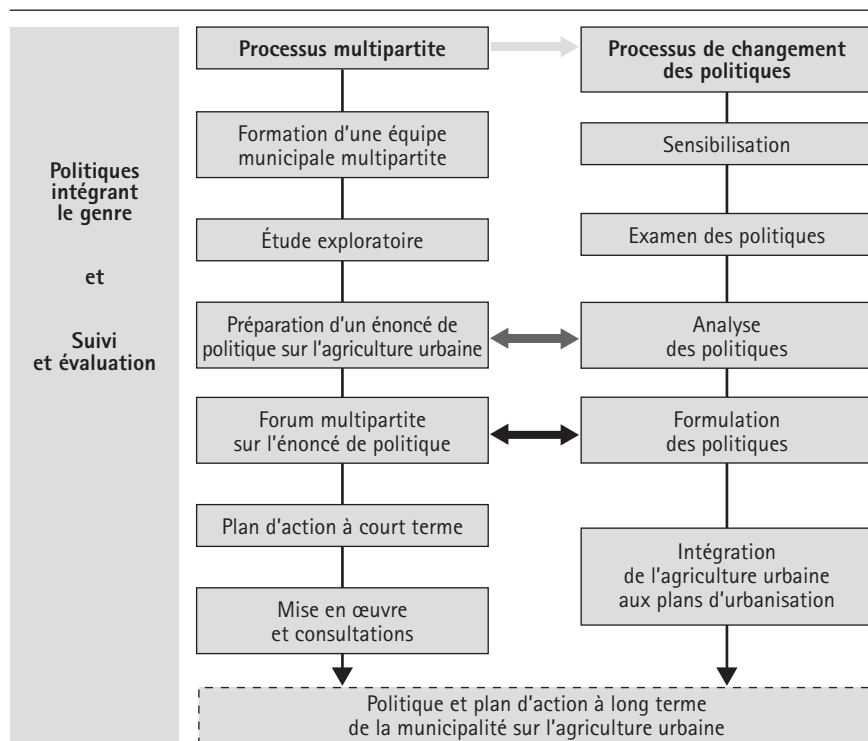 Politiques
intégrant
le genre
et
Suivi
et évaluation
Processus multipartite
Formation d'une équipe
municipale multipartite
Étude exploratoire
Préparation d'un énoncé de
politique sur l'agriculture urbaine
Forum multipartite
sur l'énoncé de politique
Plan d'action à court terme
Mise en œuvre
et consultations
Processus de changement
des politiques
Sensibilisation
Examen des politiques
Analyse
des politiques
Formulation
des politiques
Intégration
de l'agriculture urbaine
aux plans d'urbanisation
Politique et plan d'action à long terme
de la municipalité sur l'agriculture urbaine